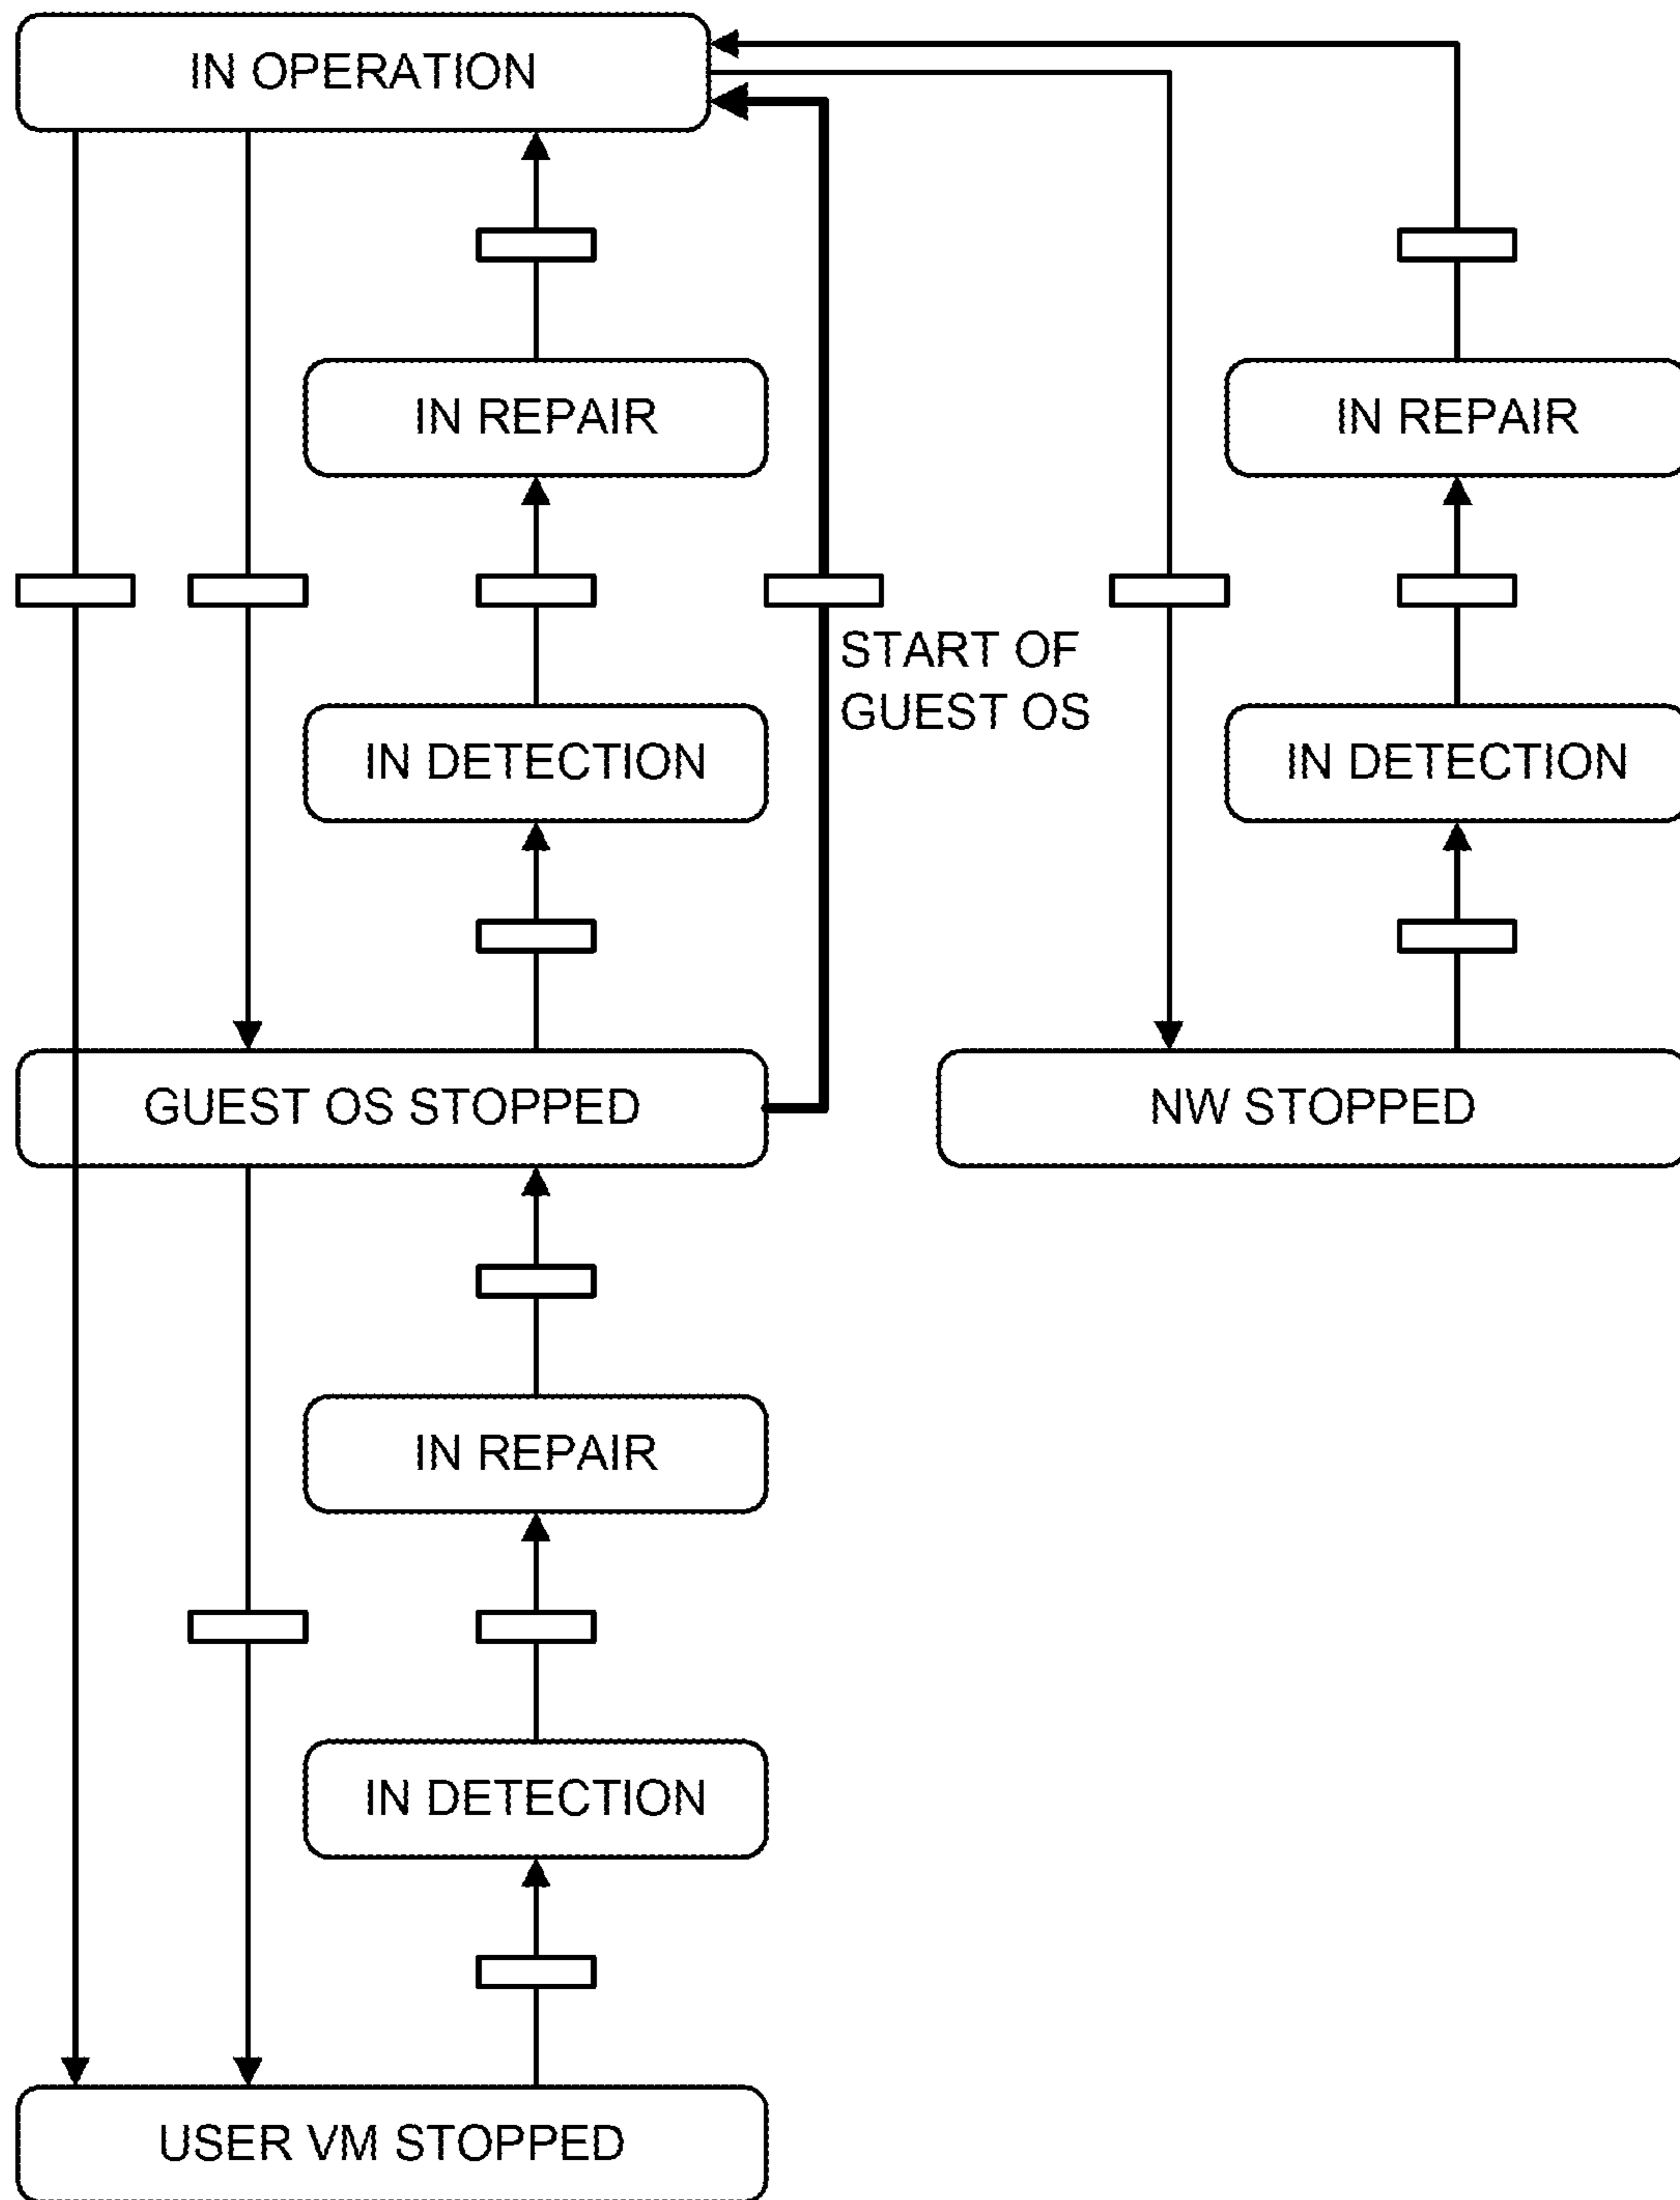 IN OPERATION
IN REPAIR
IN REPAIR
START OF
GUEST OS
IN DETECTION
IN DETECTION
GUEST OS STOPPED
NW STOPPED
IN REPAIR
IN DETECTION
USER VM STOPPED